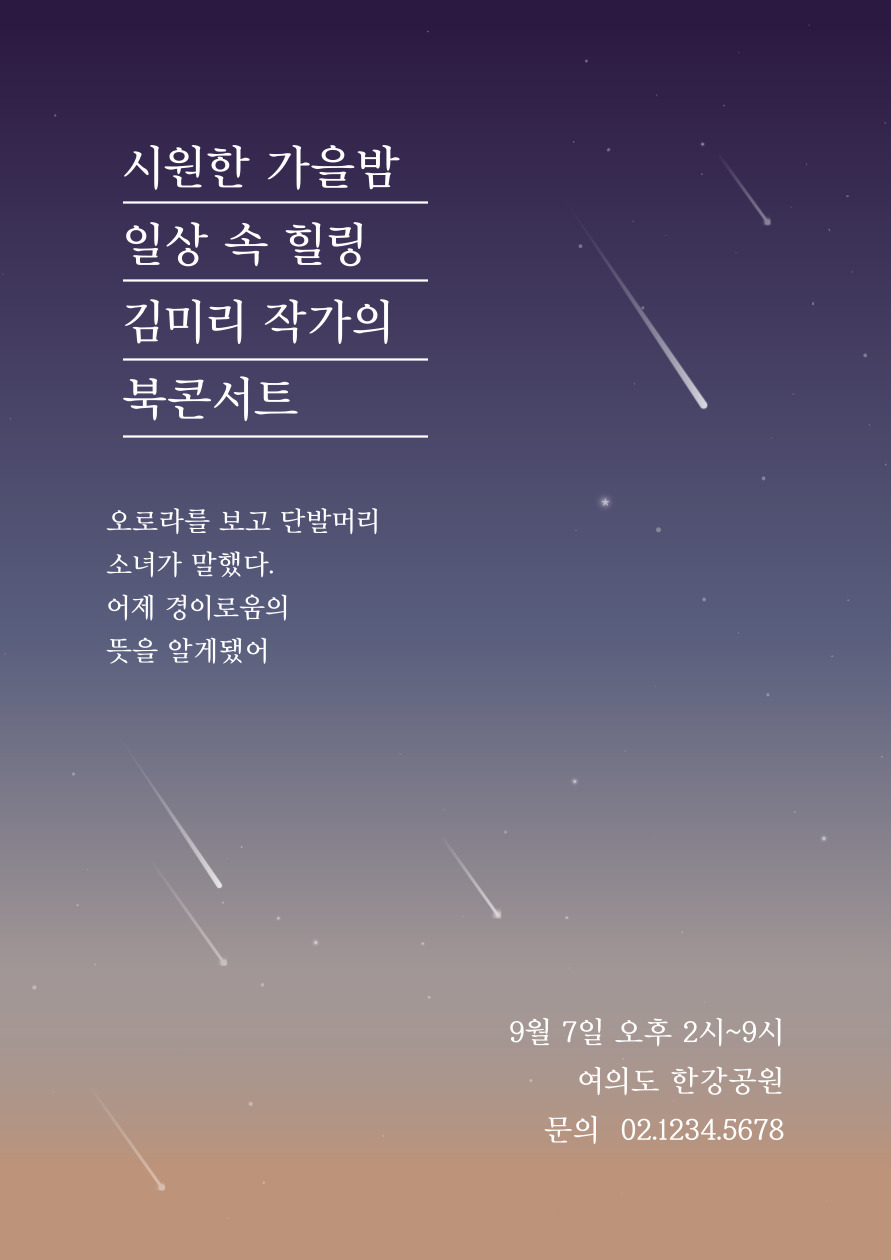 시원한 가을밤
일상 속 힐링
김미리 작가의
북콘서트
오로라를 보고 단발머리
소녀가 말했다.
어제 경이로움의
뜻을 알게됐어
9월 7일 오후 2시~9시
여의도 한강공원
문의 02.1234.5678